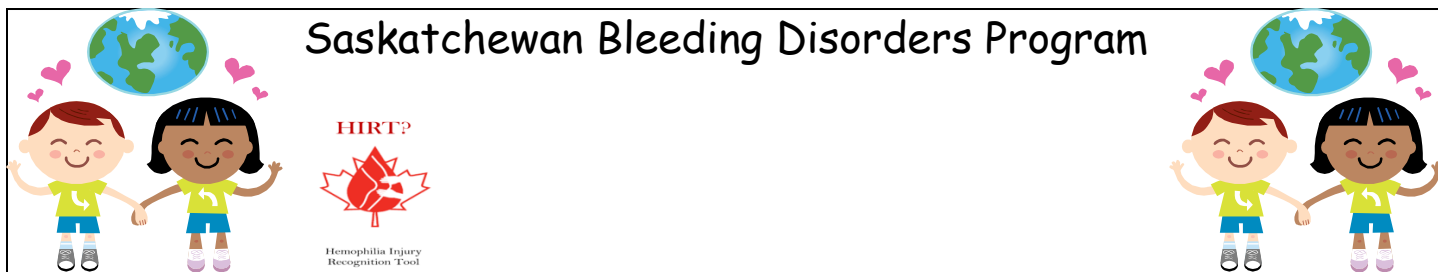 Saskatchewan Bleeding Disorders Program
HIRT?
Hemophilia Injury
Recognition Tool